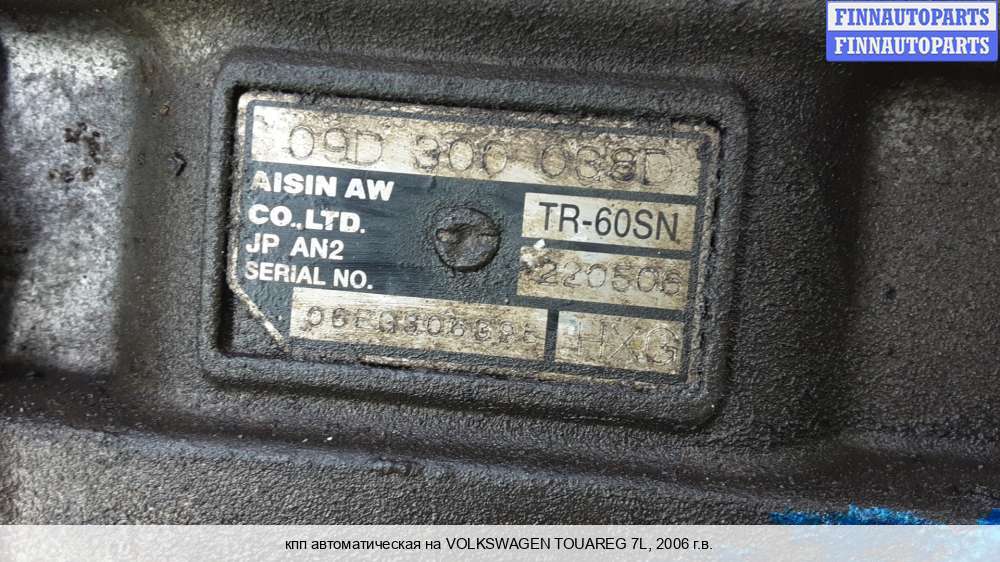 FINNAUTOPARTS
FINNAUTOPARTS
09D 300 038D
AISIN AW
CO.,LTD.
JP AN2
SERIAL NO.
TR-60SN
220506
HXG
кпп автоматическая на VOLKSWAGEN TOUAREG 7L, 2006 г.в.